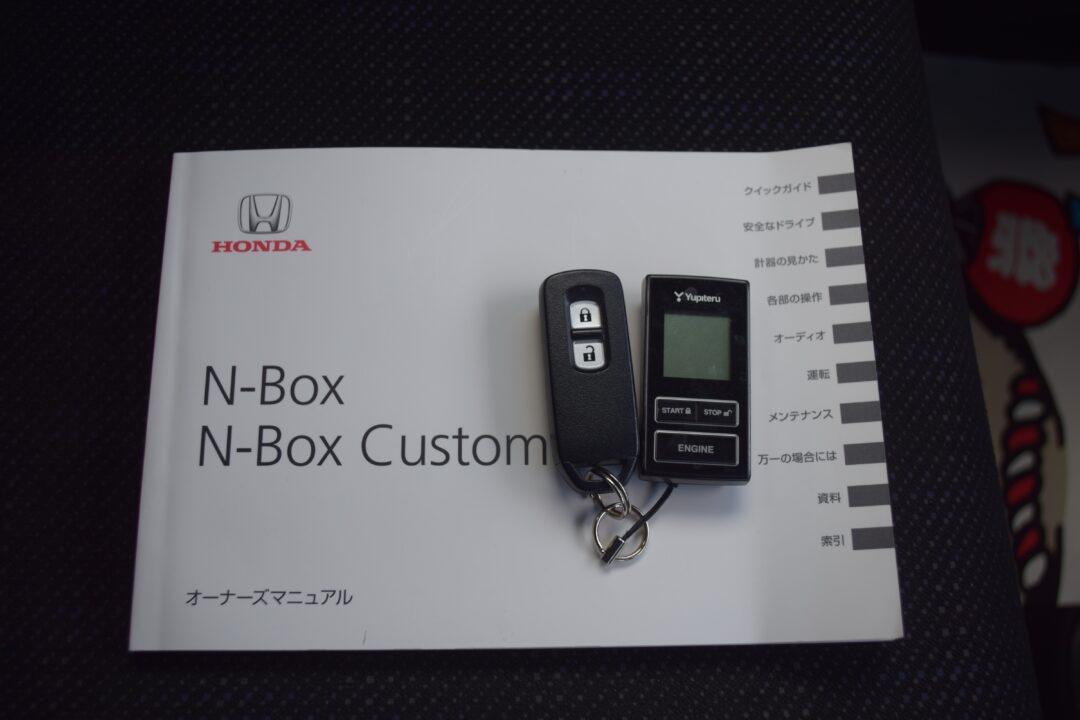 HONDA
N-Box
N-Box Custom
オーナーズマニュアル
クイックガイド
安全なドライブ
計器の見かた
各部の操作
オーディオ
運転
メンテナンス
万一の場合には
資料
索引
Yupiteru
START
STOP
ENGINE